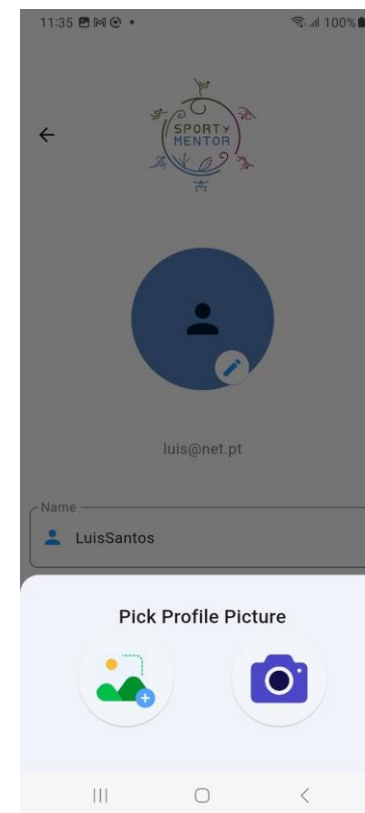 11:35 100%
SPORTY
MENTOR
luis@net.pt
Name
LuisSantos
Pick Profile Picture